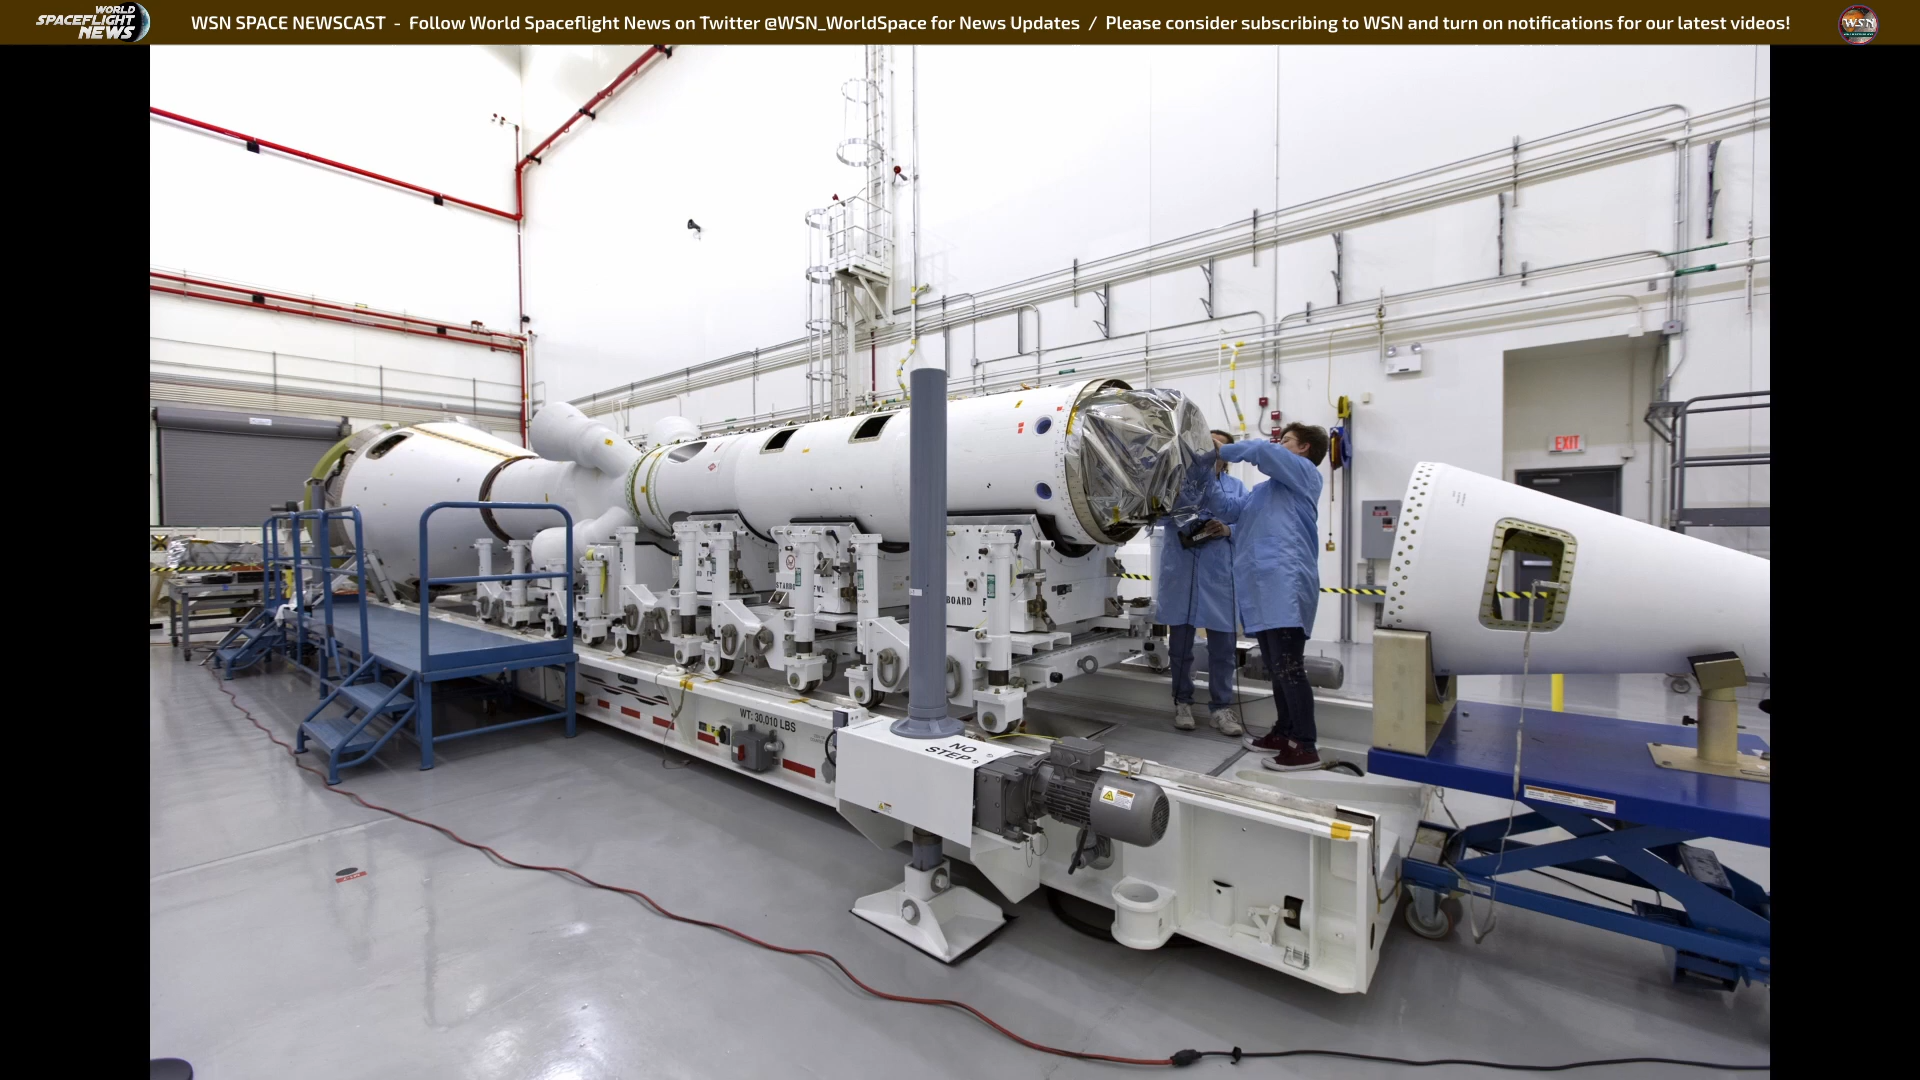 WORLD
SPACEFLIGHT
NEWS
WSN SPACE NEWSCAST - Follow World Spaceflight News on Twitter @WSN_WorldSpace for News Updates / Please consider subscribing to WSN and turn on notifications for our latest videos!
WSN
EXIT
WT: 30,010 LBS
NO
STEP